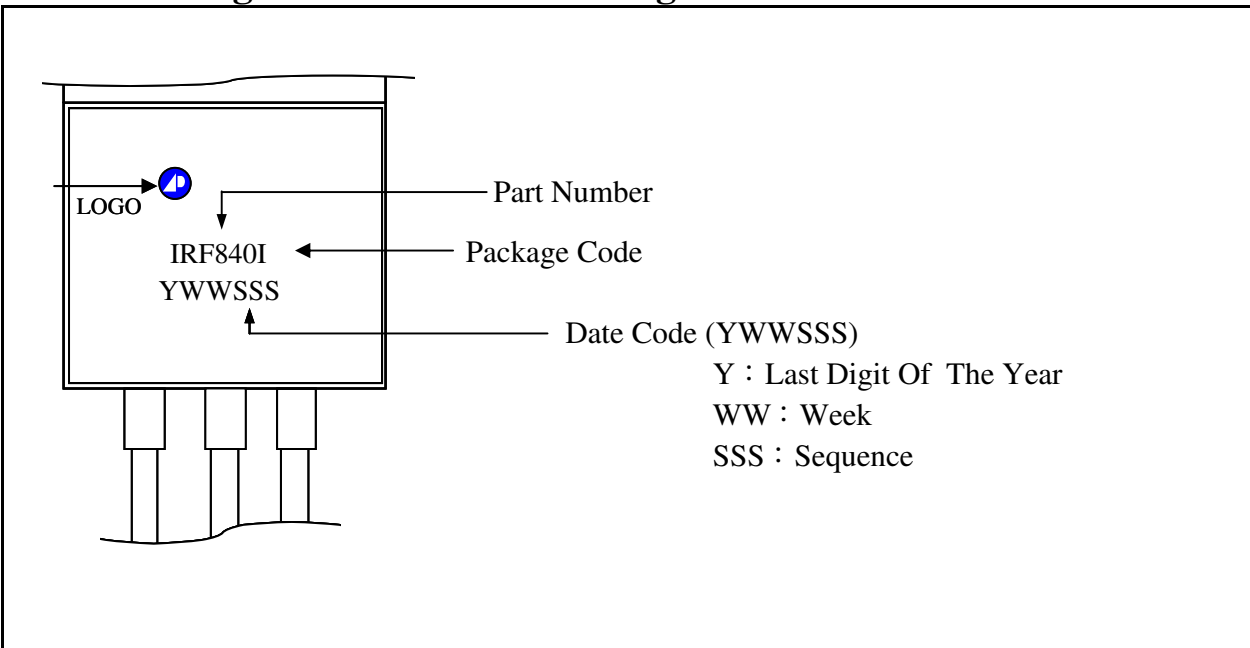 LOGO
Part Number
IRF840I
Package Code
YWWSSS
Date Code (YWWSSS)
Y：Last Digit Of The Year
WW：Week
SSS：Sequence